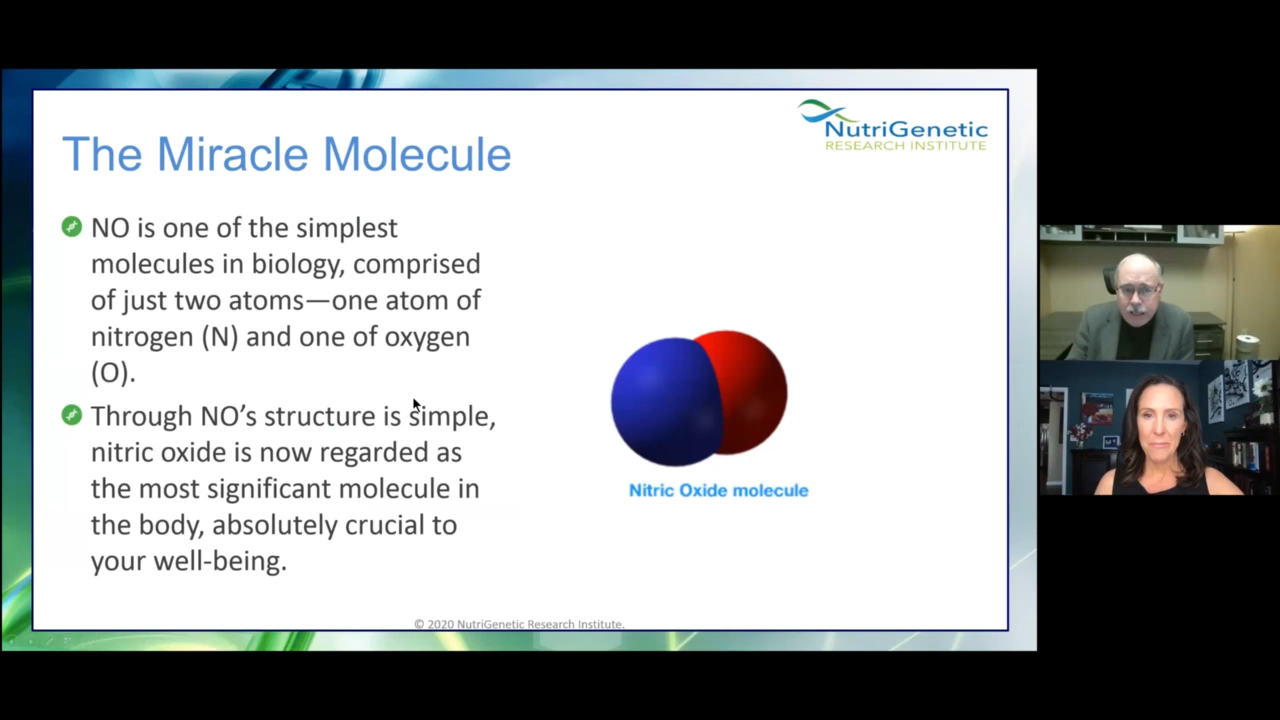 The Miracle Molecule
NutriGenetic
RESEARCH INSTITUTE
NO is one of the simplest
molecules in biology, comprised
of just two atoms—one atom of
nitrogen (N) and one of oxygen
(O).
Through NO’s structure is simple,
nitric oxide is now regarded as
the most significant molecule in
the body, absolutely crucial to
your well-being.
Nitric Oxide molecule
© 2020 NutriGenetic Research Institute.